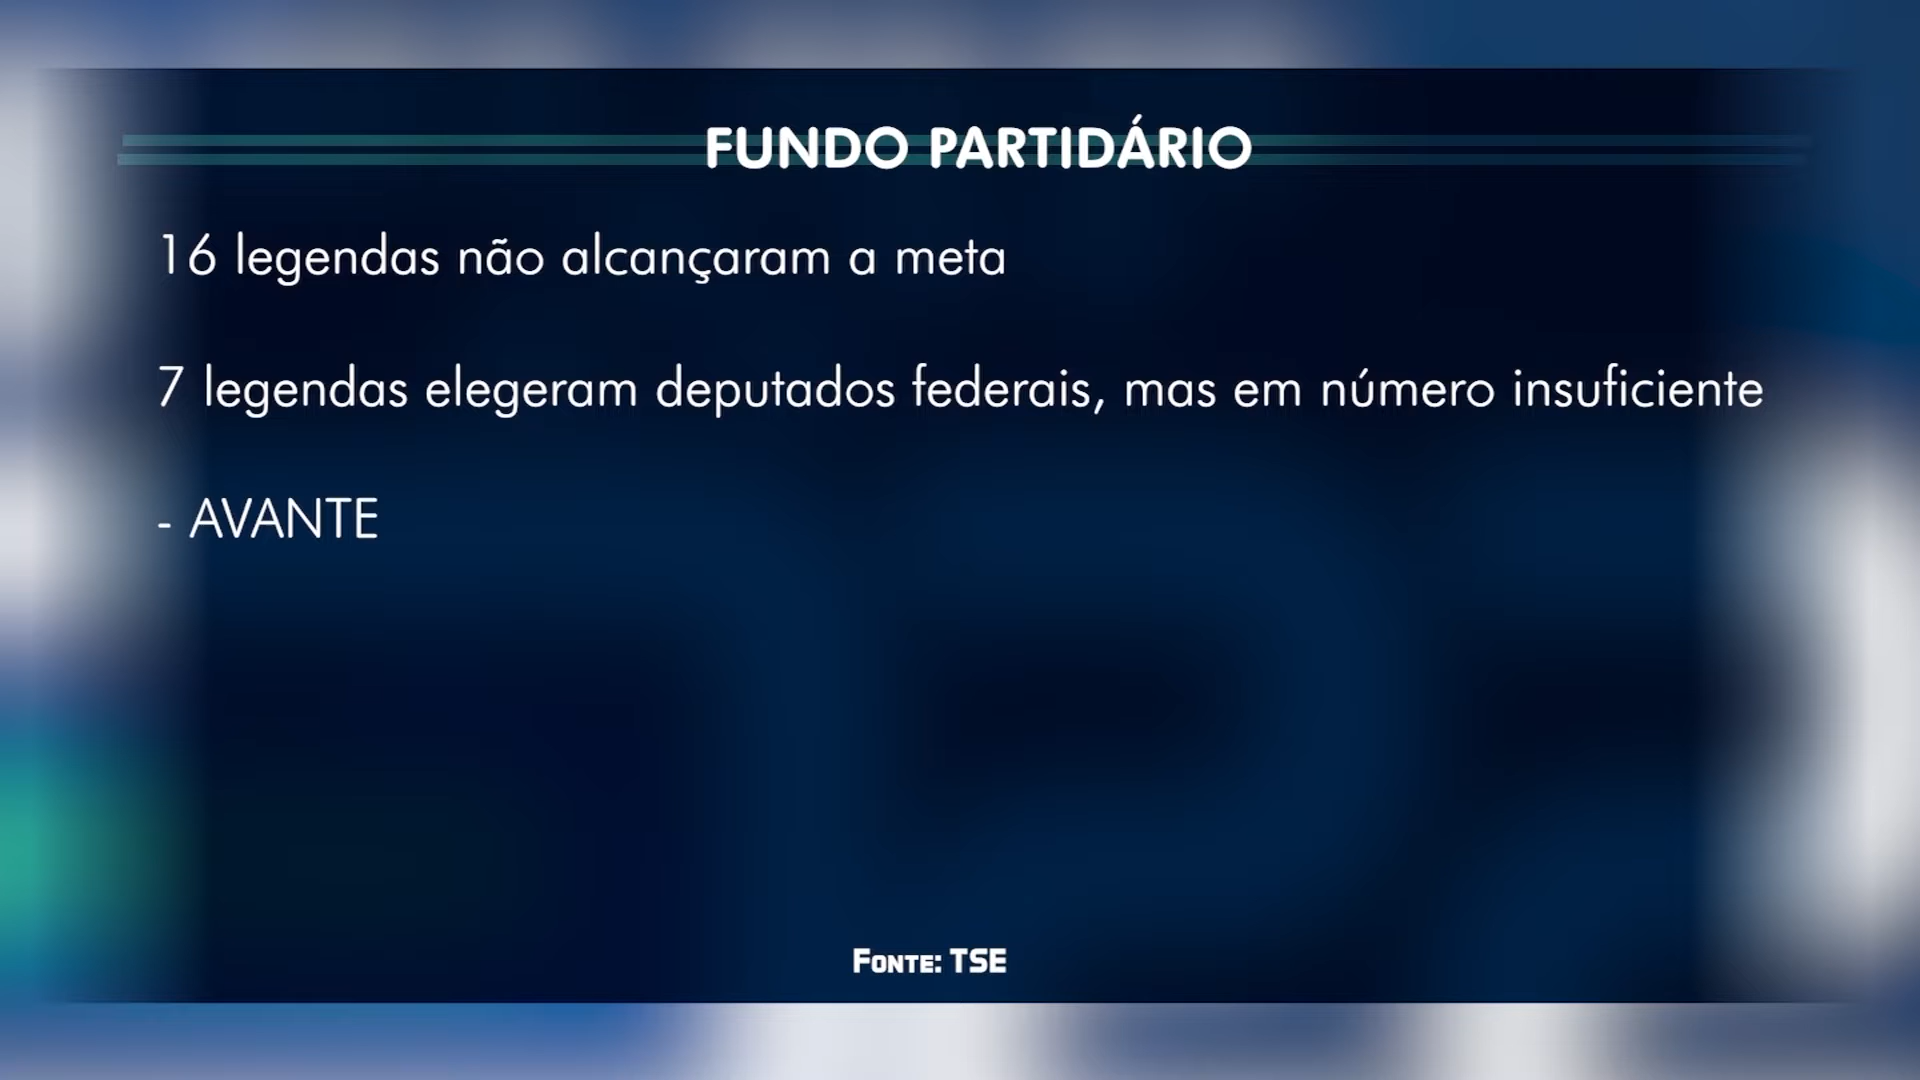 FUNDO PARTIDÁRIO
16 legendas não alcançaram a meta
7 legendas elegeram deputados federais, mas em número insuficiente
- AVANTE
FONTE: TSE